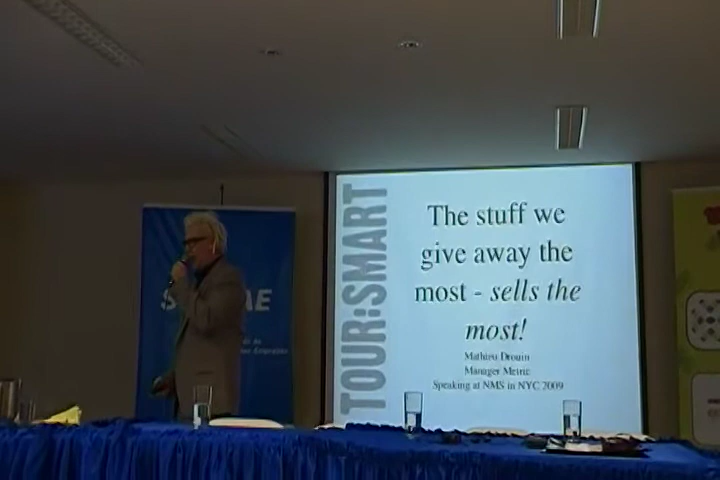 TOUR:SMART
The stuff we
give away the
most - sells the
most!
Mathieu Drouin
Manager Metric
Speaking at NMS in NYC 2009